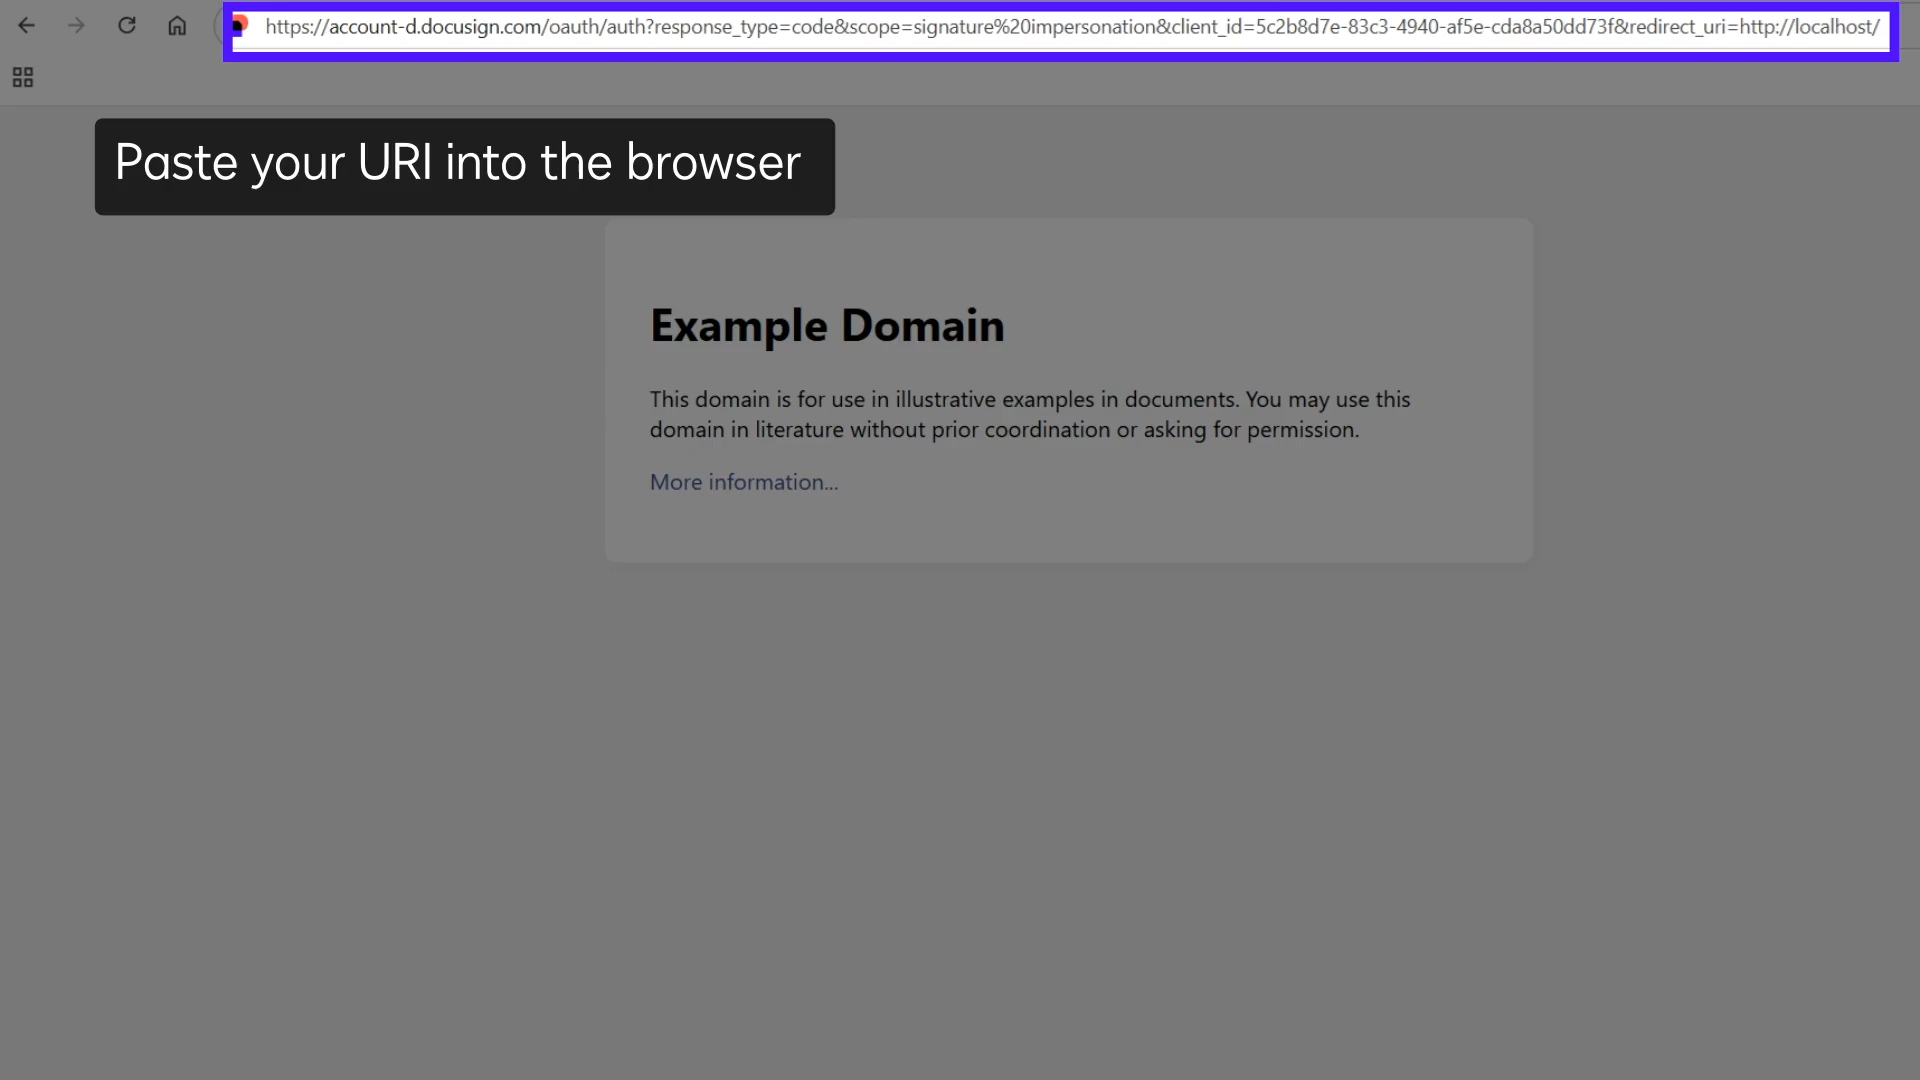 https://account-d.docusign.com/oauth/auth?response_type=code&scope=signature%20impersonation&client_id=5c2b8d7e-83c3-4940-af5e-cda8a50dd73f&redirect_uri=http://localhost/
Paste your URI into the browser
Example Domain
This domain is for use in illustrative examples in documents. You may use this
domain in literature without prior coordination or asking for permission.
More information...